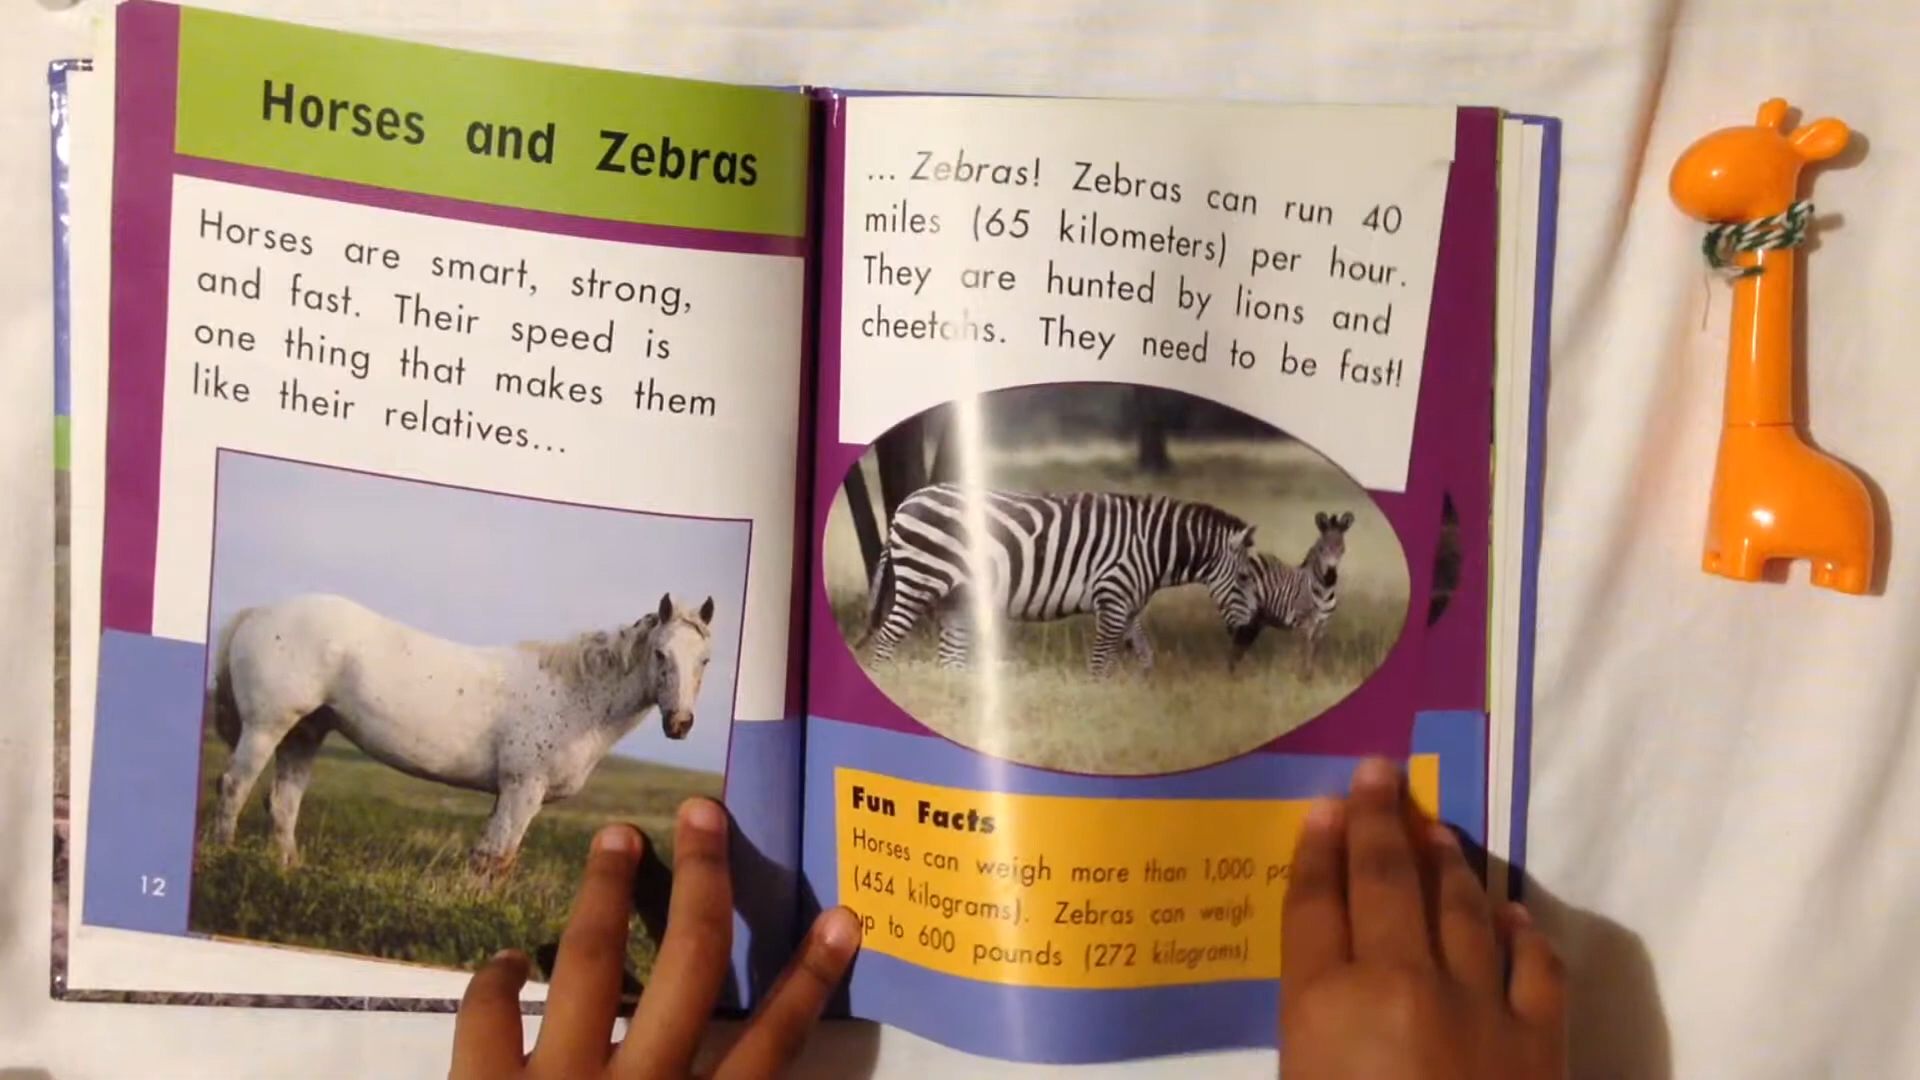 Horses and Zebras
Horses are smart, strong,
and fast. Their speed is
one thing that makes them
like their relatives...
12
... Zebras! Zebras can run 40
miles (65 kilometers) per hour.
They are hunted by lions and
cheetahs. They need to be fast!
Fun Facts
Horses can weigh more than 1,000
(454 kilograms). Zebras can weigh
up to 600 pounds (272 kilograms)